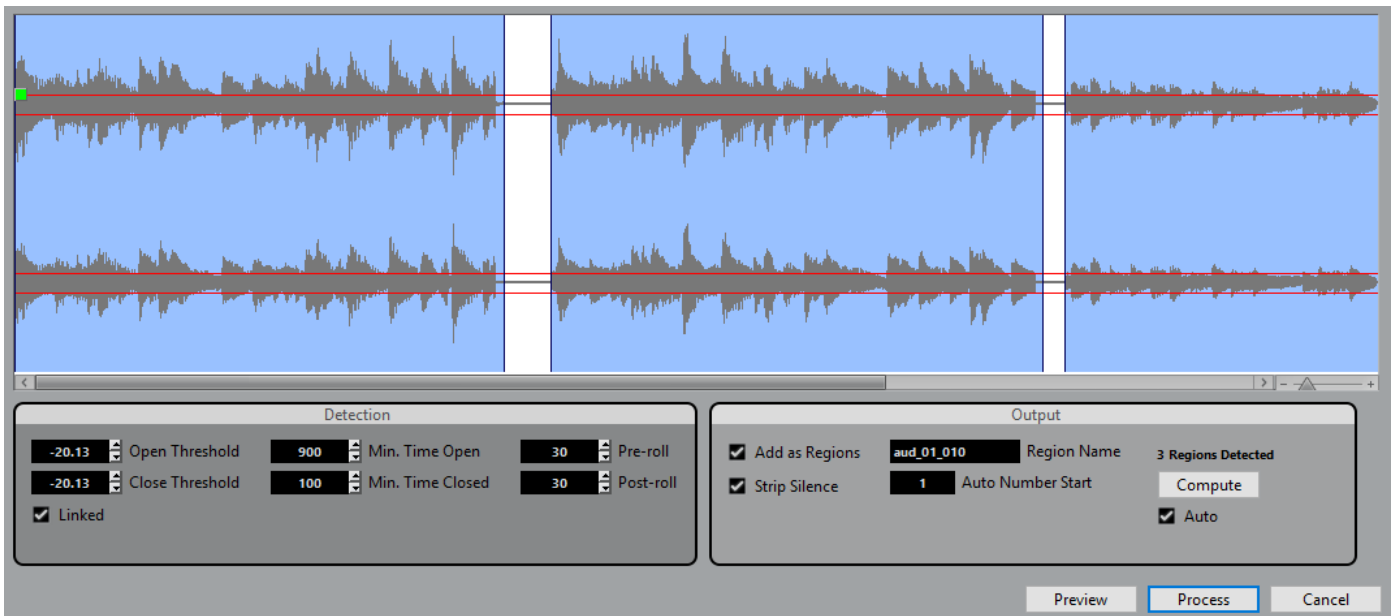 Detection
-20.13 Open Threshold 900 Min. Time Open 30 Pre-roll
-20.13 Close Threshold 100 Min. Time Closed 30 Post-roll
Linked
Output
Add as Regions aud_01_010 Region Name 3 Regions Detected
Strip Silence 1 Auto Number Start Compute
Auto
Preview Process Cancel